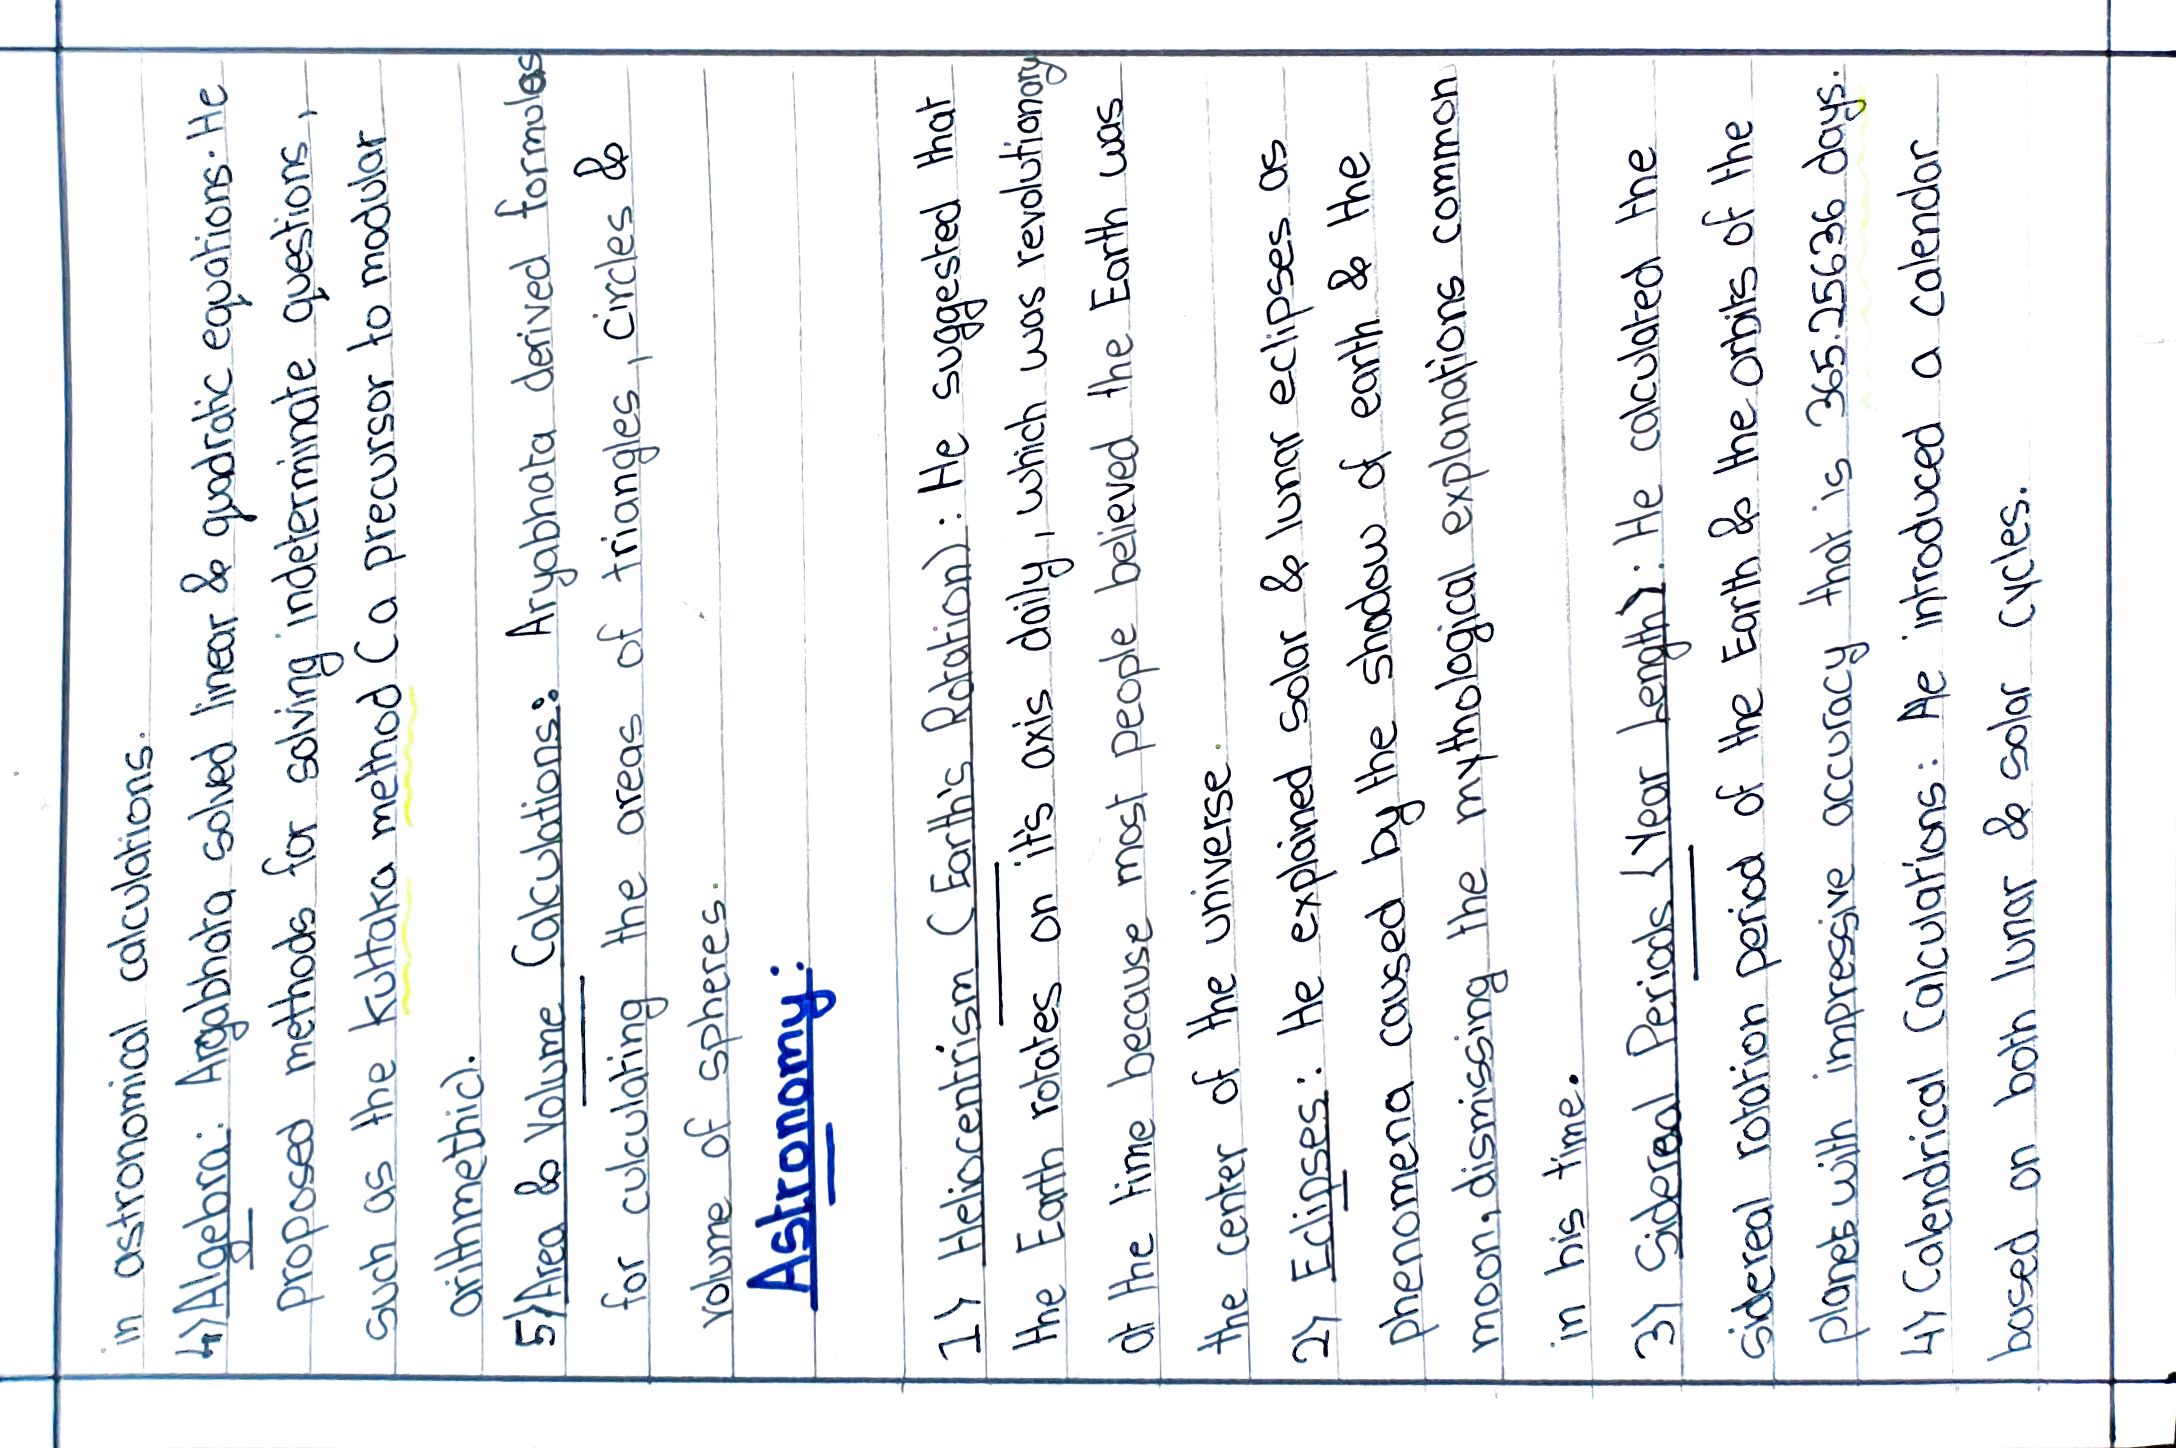 in astronomical calculations.
4) Algebra: Argabhata solved linear & quadratic equations. He
proposed methods for solving indeterminate questions,
such as the kuttaka method (a precursor to modular
arithmethic).
5) Area & Volume Calculations: Aryabhata derived formulas
for culculating the areas of triangles, circles &
volume of spheres.
Astronomy:
1) Heliocentrism (Earth's Rotation): He suggested that
the Earth rotates on it's axis daily, which was revolutionary
at the time because most people believed the Earth was
the center of the universe.
2) Eclipses: He explained solar & lunar eclipses as
phenomena caused by the shadow of earth & the
moon, dismissing the mythological explanations common
in his time.
3) Sidereal Periods (Year Length): He calculated the
sidereal rotation period of the Earth & the orbits of the
planets with impressive accuracy that is 365.25636 days.
4) Calendrical Calculations: He introduced a calendar
based on both lunar & solar cycles.